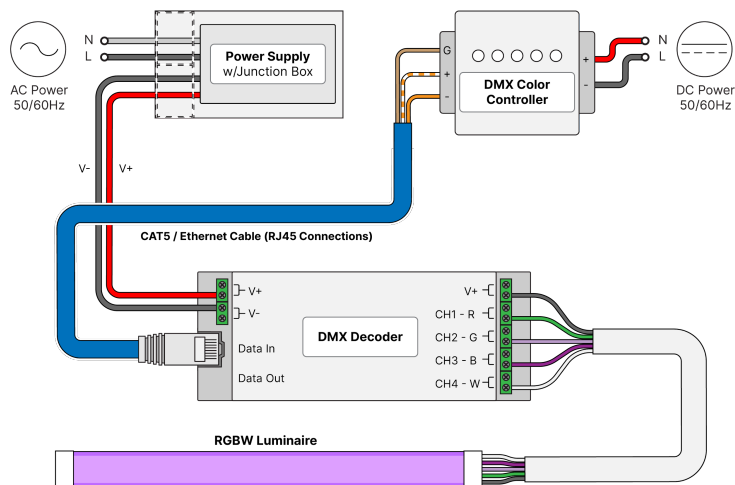 N
L
AC Power
50/60Hz
Power Supply
w/Junction Box
G
+
-
DMX Color
Controller
+
-
N
L
DC Power
50/60Hz
V-
V+
CAT5 / Ethernet Cable (RJ45 Connections)
V+
V-
Data In
Data Out
DMX Decoder
V+
CH1 - R
CH2 - G
CH3 - B
CH4 - W
RGBW Luminaire